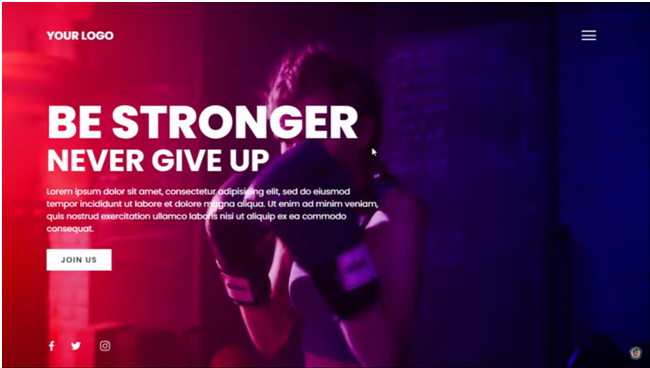 YOUR LOGO
BE STRONGER
NEVER GIVE UP
Lorem ipsum dolor sit amet, consectetur adipisicing elit, sed do eiusmod
tempor incididunt ut labore et dolore magna aliqua. Ut enim ad minim veniam,
quis nostrud exercitation ullamco laboris nisi ut aliquip ex ea commodo
consequat.
JOIN US